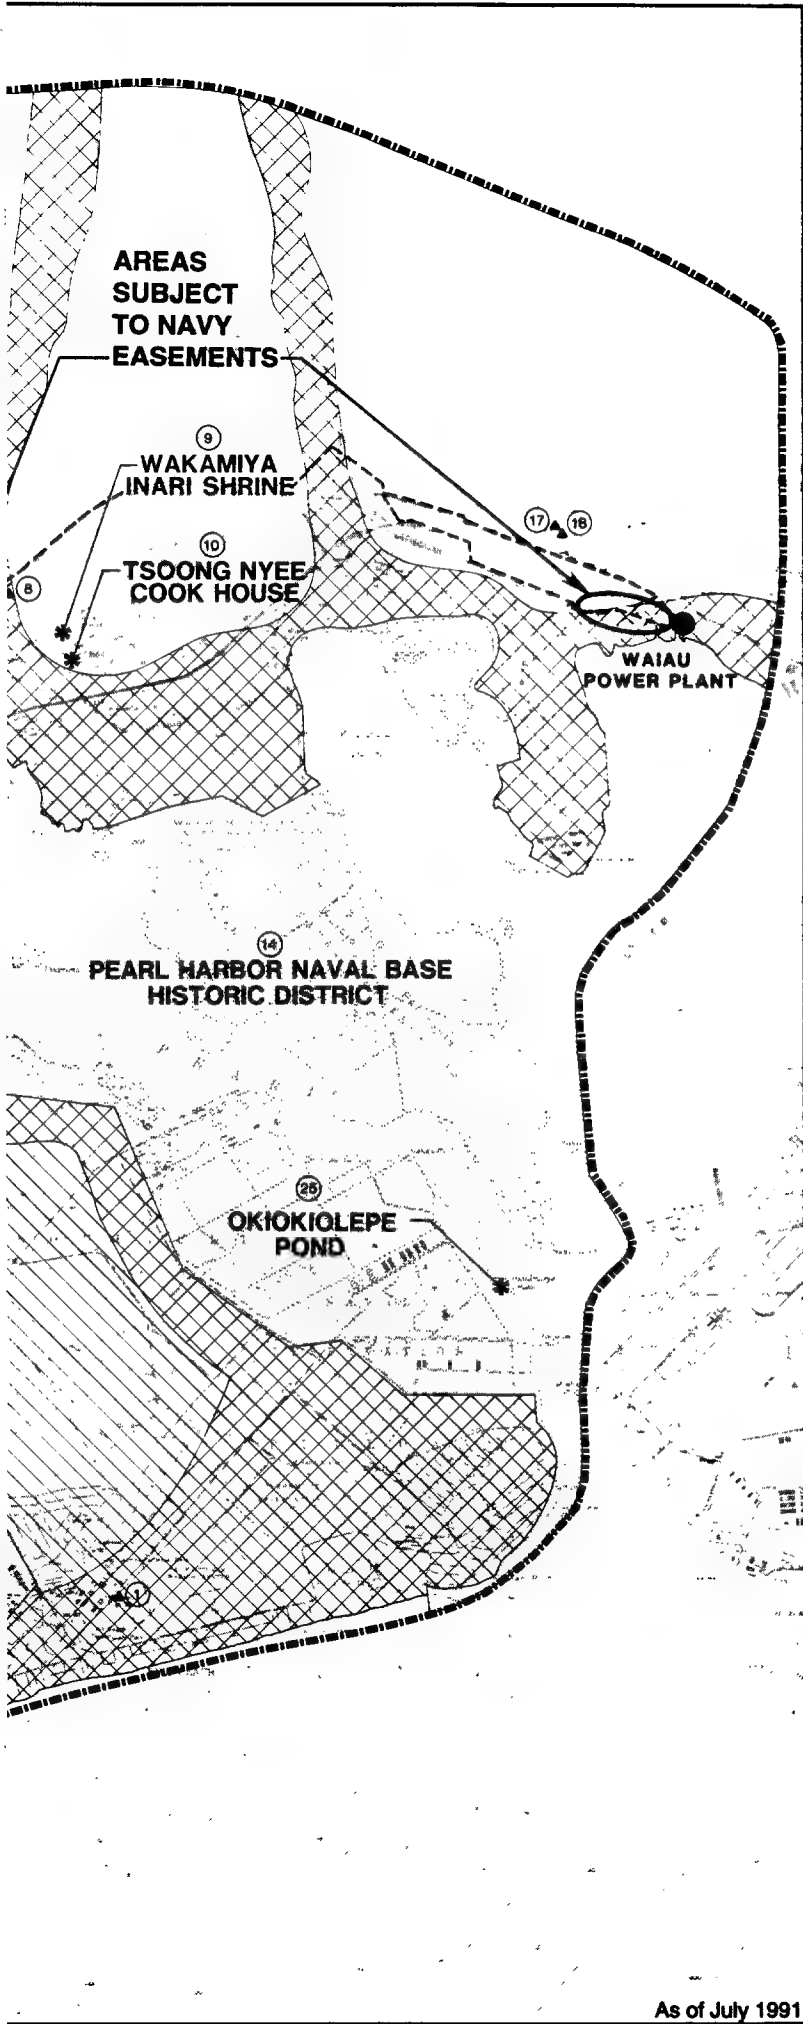 AREAS
SUBJECT
TO NAVY
EASEMENTS
9
WAKAMIYA
INARI SHRINE
17 18
10
TSOONG NYEE
COOK HOUSE
8
WAIAU
POWER PLANT
14
PEARL HARBOR NAVAL BASE
HISTORIC DISTRICT
25
OKIOKIOLEPE
POND
1
As of July 1991